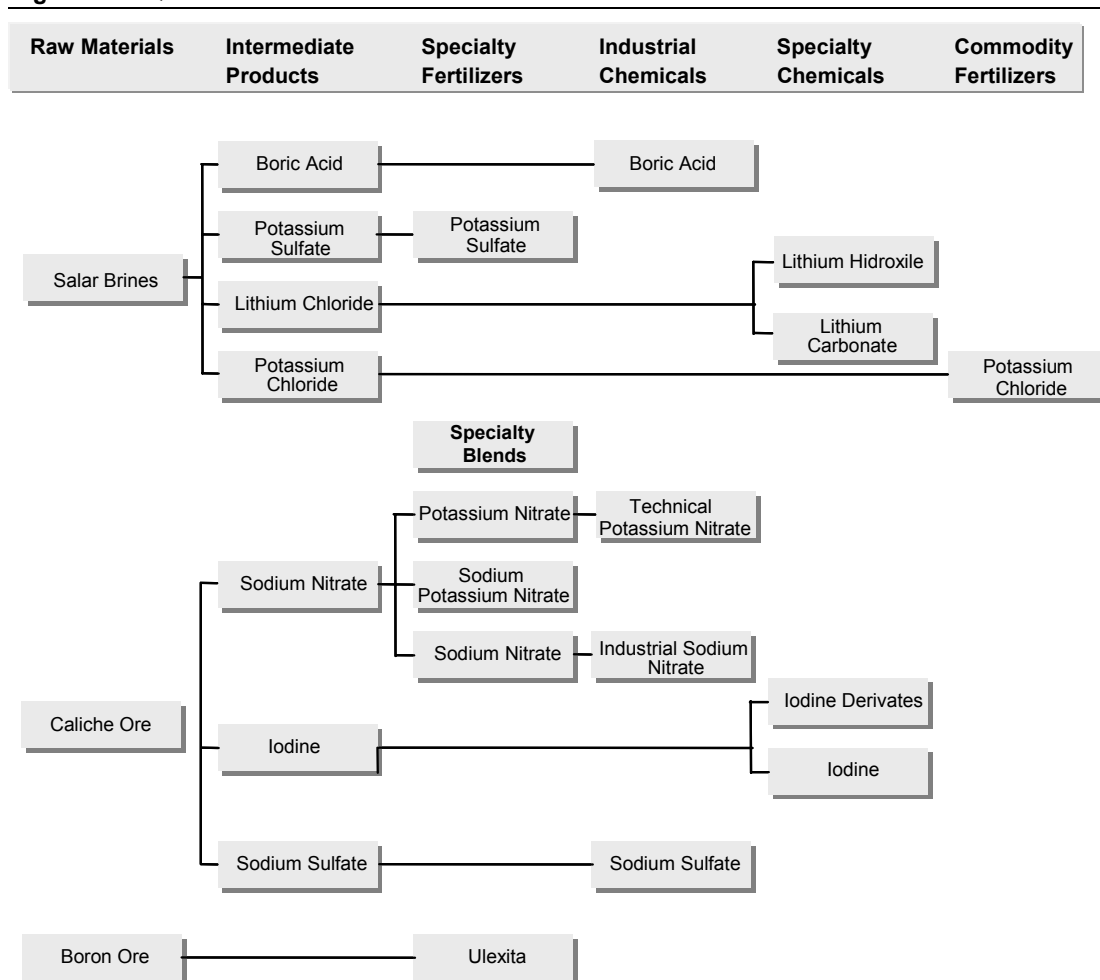 Raw Materials
Intermediate
Products
Specialty
Fertilizers
Industrial
Chemicals
Specialty
Chemicals
Commodity
Fertilizers
Boric Acid
Boric Acid
Potassium
Sulfate
Potassium
Sulfate
Salar Brines
Lithium Hidroxile
Lithium Chloride
Lithium
Carbonate
Potassium
Chloride
Potassium
Chloride
Specialty
Blends
Potassium Nitrate
Technical
Potassium Nitrate
Sodium Nitrate
Sodium
Potassium Nitrate
Sodium Nitrate
Industrial Sodium
Nitrate
Caliche Ore
Iodine Derivates
Iodine
Iodine
Sodium Sulfate
Sodium Sulfate
Boron Ore
Ulexita